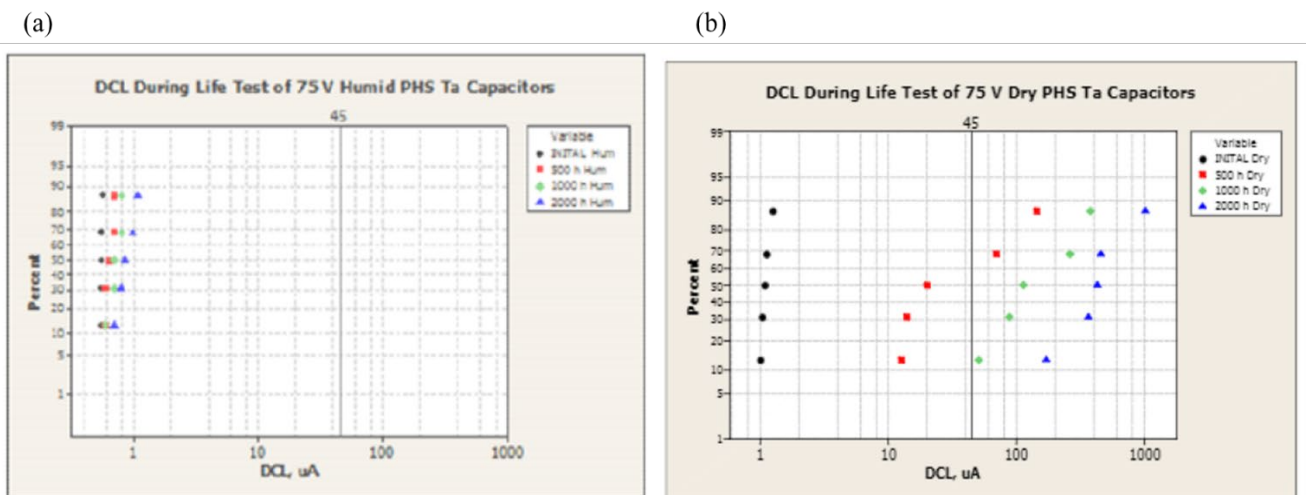 (a)
(b)
DCL During Life Test of 75 V Humid PHS Ta Capacitors
45
Variable
INITAL Hum
500 h Hum
1000 h Hum
2000 h Hum
Percent
99
95
90
80
70
60
50
40
30
20
10
5
1
1
10
100
1000
DCL, uA
DCL During Life Test of 75 V Dry PHS Ta Capacitors
45
Variable
INITAL Dry
500 h Dry
1000 h Dry
2000 h Dry
Percent
99
95
90
80
70
60
50
40
30
20
10
5
1
1
10
100
1000
DCL, uA